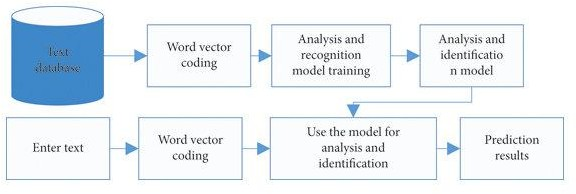 Text
database
Word vector
coding
Analysis and
recognition
model training
Analysis and
identificatio
n model
Enter text
Word vector
coding
Use the model for
analysis and
identification
Prediction
results